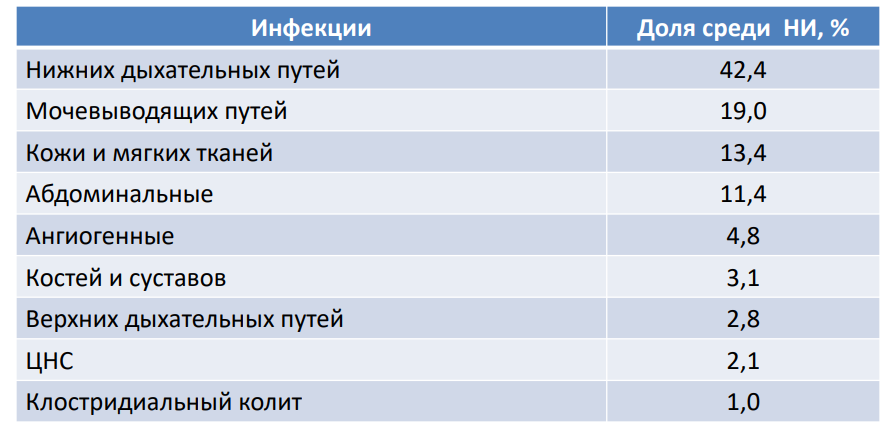 Инфекции Доля среди НИ, %
Нижних дыхательных путей 42,4
Мочевыводящих путей 19,0
Кожи и мягких тканей 13,4
Абдоминальные 11,4
Ангиогенные 4,8
Костей и суставов 3,1
Верхних дыхательных путей 2,8
ЦНС 2,1
Клостридиальный колит 1,0